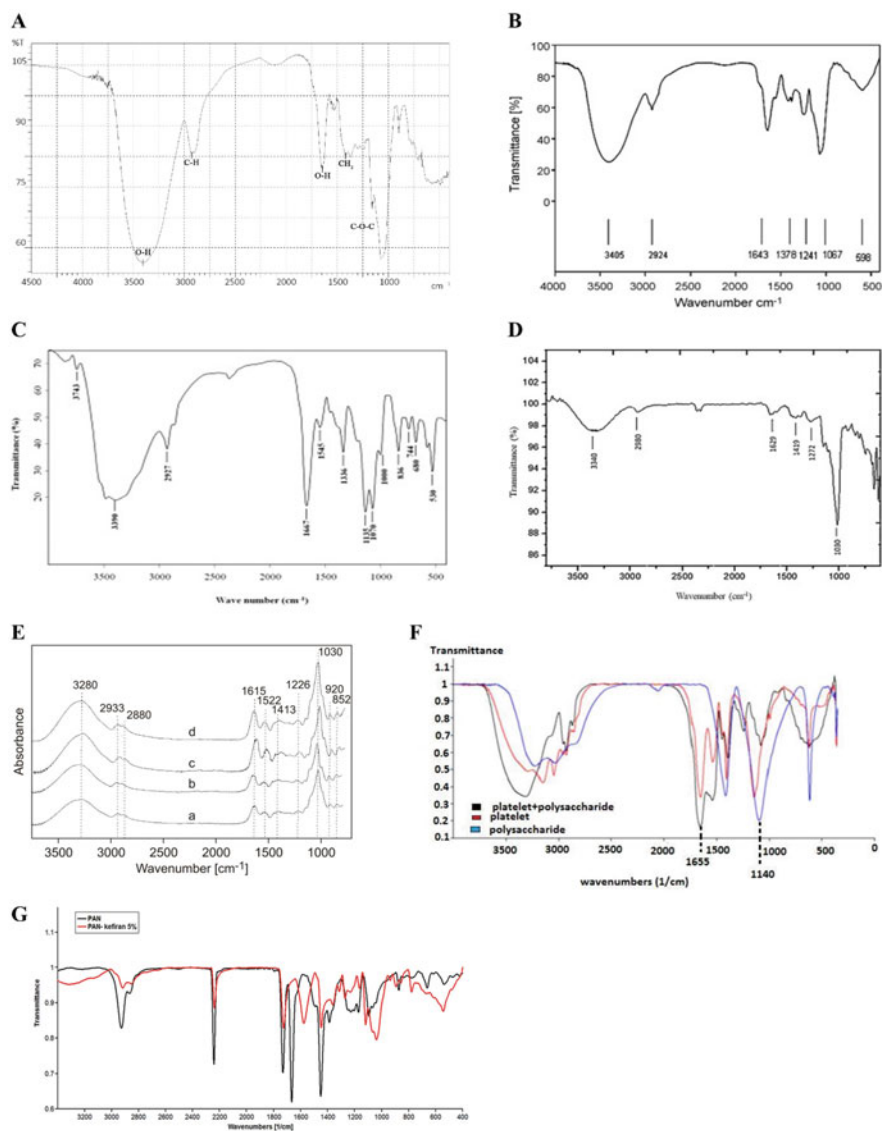 A
%T
105
90
75
60
O-H
C-H
O-H
CH₂
C-O-C
4500 4000 3500 3000 2500 2000 1500 1000 500 cm
B
Transmittance [%]
100
80
60
40
20
0
3405 2924 1643 1378 1241 1067 598
4000 3500 3000 2500 2000 1500 1000 500
Wavenumber cm⁻¹
C
Transmittance (%)
70
60
50
40
30
20
3743
3390
2927
1667
1545
1336
1135
1070
1000
836
744
680
530
3500 3000 2500 2000 1500 1000 500
Wave number (cm⁻¹)
D
Transmittance (%)
104
102
100
98
96
94
92
90
88
86
3340
2980
1629
1419
1272
1030
3500 3000 2500 2000 1500 1000
Wavenumber (cm⁻¹)
E
Absorbance
3280
2933
2880
1615
1522
1413
1226
1030
920
852
d
c
b
a
3500 3000 2500 2000 1500 1000
Wavenumber [cm⁻¹]
F
Transmittance
1.1
1
0.9
0.8
0.7
0.6
0.5
0.4
0.3
0.2
0.1
platelet+polysaccharide
platelet
polysaccharide
3500 3000 2500 2000 1500 1000 500 0
1655
1140
wavenumbers (1/cm)
G
PAN
PAN- kefiran 5%
Transmittance
1.1
1
0.9
0.8
0.7
0.6
3200 2800 2400 2000 1800 1600 1400 1200 1000 800 600 400
Wavenumbers [1/cm]